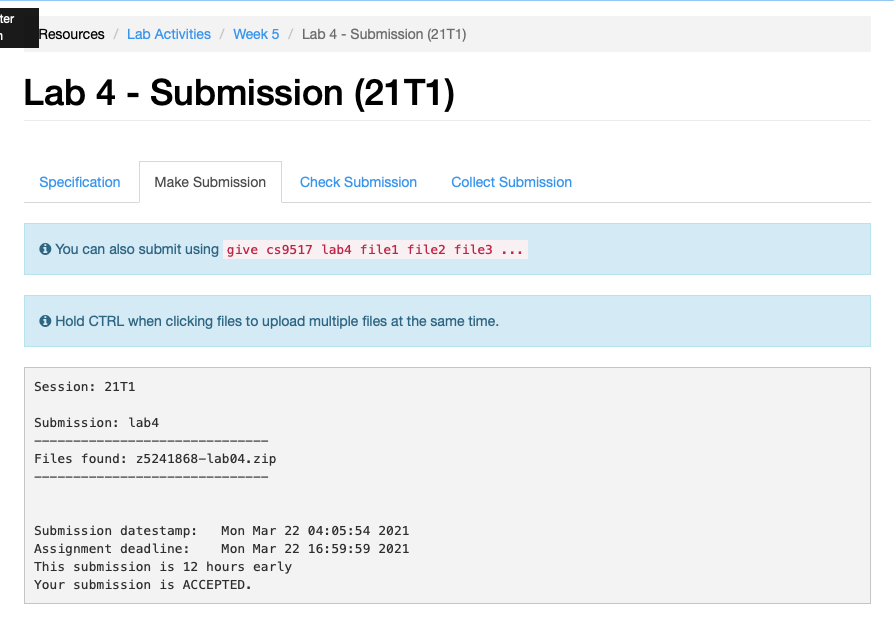 ter
n
Resources / Lab Activities / Week 5 / Lab 4 - Submission (21T1)
Lab 4 - Submission (21T1)
Specification Make Submission Check Submission Collect Submission
You can also submit using give cs9517 lab4 file1 file2 file3 ...
Hold CTRL when clicking files to upload multiple files at the same time.
Session: 21T1
Submission: lab4
------------------------------
Files found: z5241868-lab04.zip
------------------------------
Submission datestamp:   Mon Mar 22 04:05:54 2021
Assignment deadline:    Mon Mar 22 16:59:59 2021
This submission is 12 hours early
Your submission is ACCEPTED.